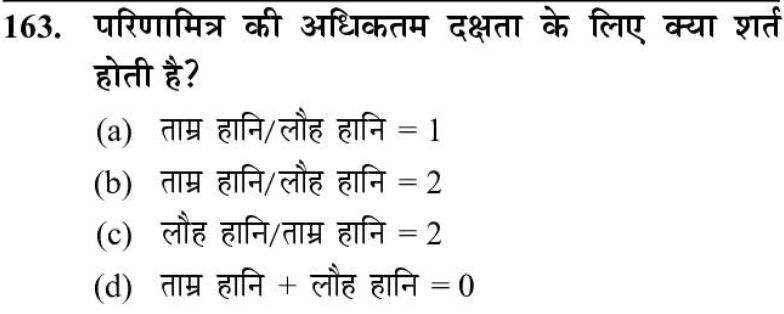 163. परिणामित्र की अधिकतम दक्षता के लिए क्या शर्त
होती है?
(a) ताम्र हानि/लौह हानि = 1
(b) ताम्र हानि/लौह हानि = 2
(c) लौह हानि/ताम्र हानि = 2
(d) ताम्र हानि + लौह हानि = 0